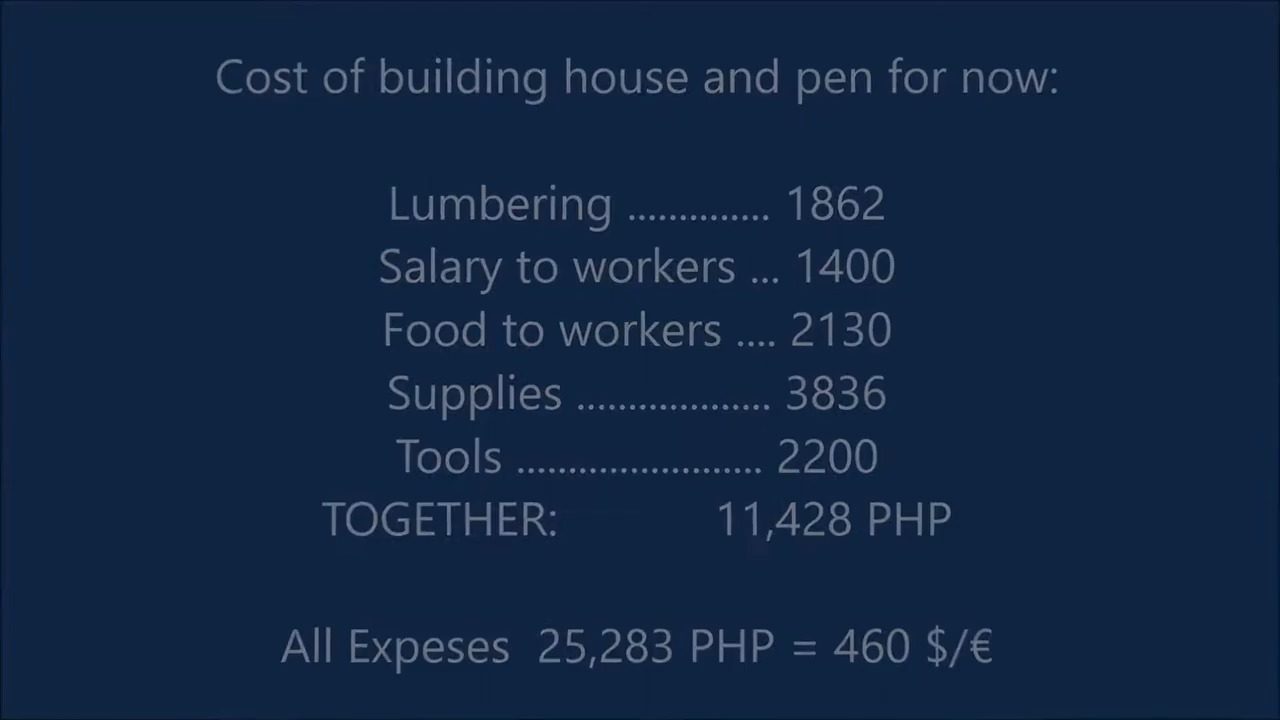 Cost of building house and pen for now:
Lumbering .............. 1862
Salary to workers ... 1400
Food to workers .... 2130
Supplies ................... 3836
Tools ........................ 2200
TOGETHER: 11,428 PHP
All Expeses 25,283 PHP = 460 $/€